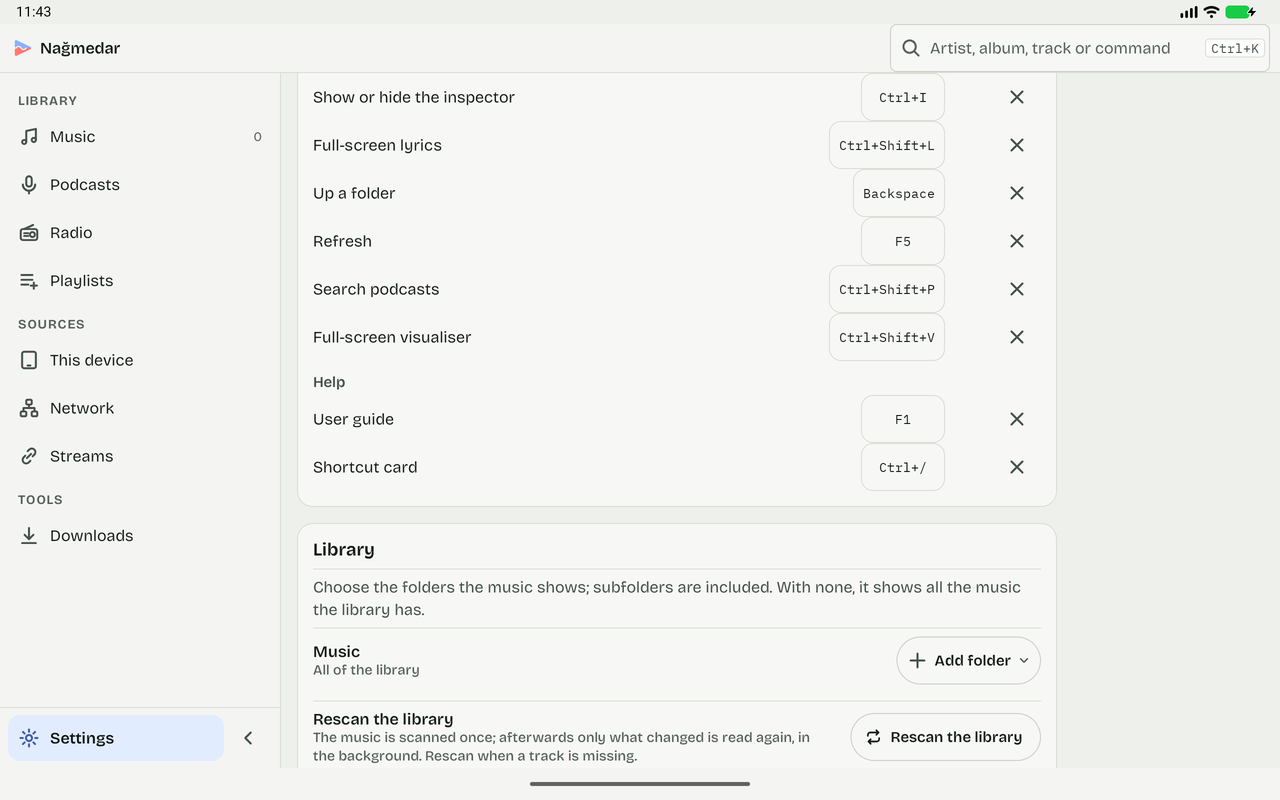 11:43
Nağmedar
Artist, album, track or command
Ctrl+K
LIBRARY
Music
0
Podcasts
Radio
Playlists
SOURCES
This device
Network
Streams
TOOLS
Downloads
Settings
Show or hide the inspector
Ctrl+I
Full-screen lyrics
Ctrl+Shift+L
Up a folder
Backspace
Refresh
F5
Search podcasts
Ctrl+Shift+P
Full-screen visualiser
Ctrl+Shift+V
Help
User guide
F1
Shortcut card
Ctrl+/
Library
Choose the folders the music shows; subfolders are included. With none, it shows all the music
the library has.
Music
All of the library
Add folder
Rescan the library
The music is scanned once; afterwards only what changed is read again, in
the background. Rescan when a track is missing.
Rescan the library